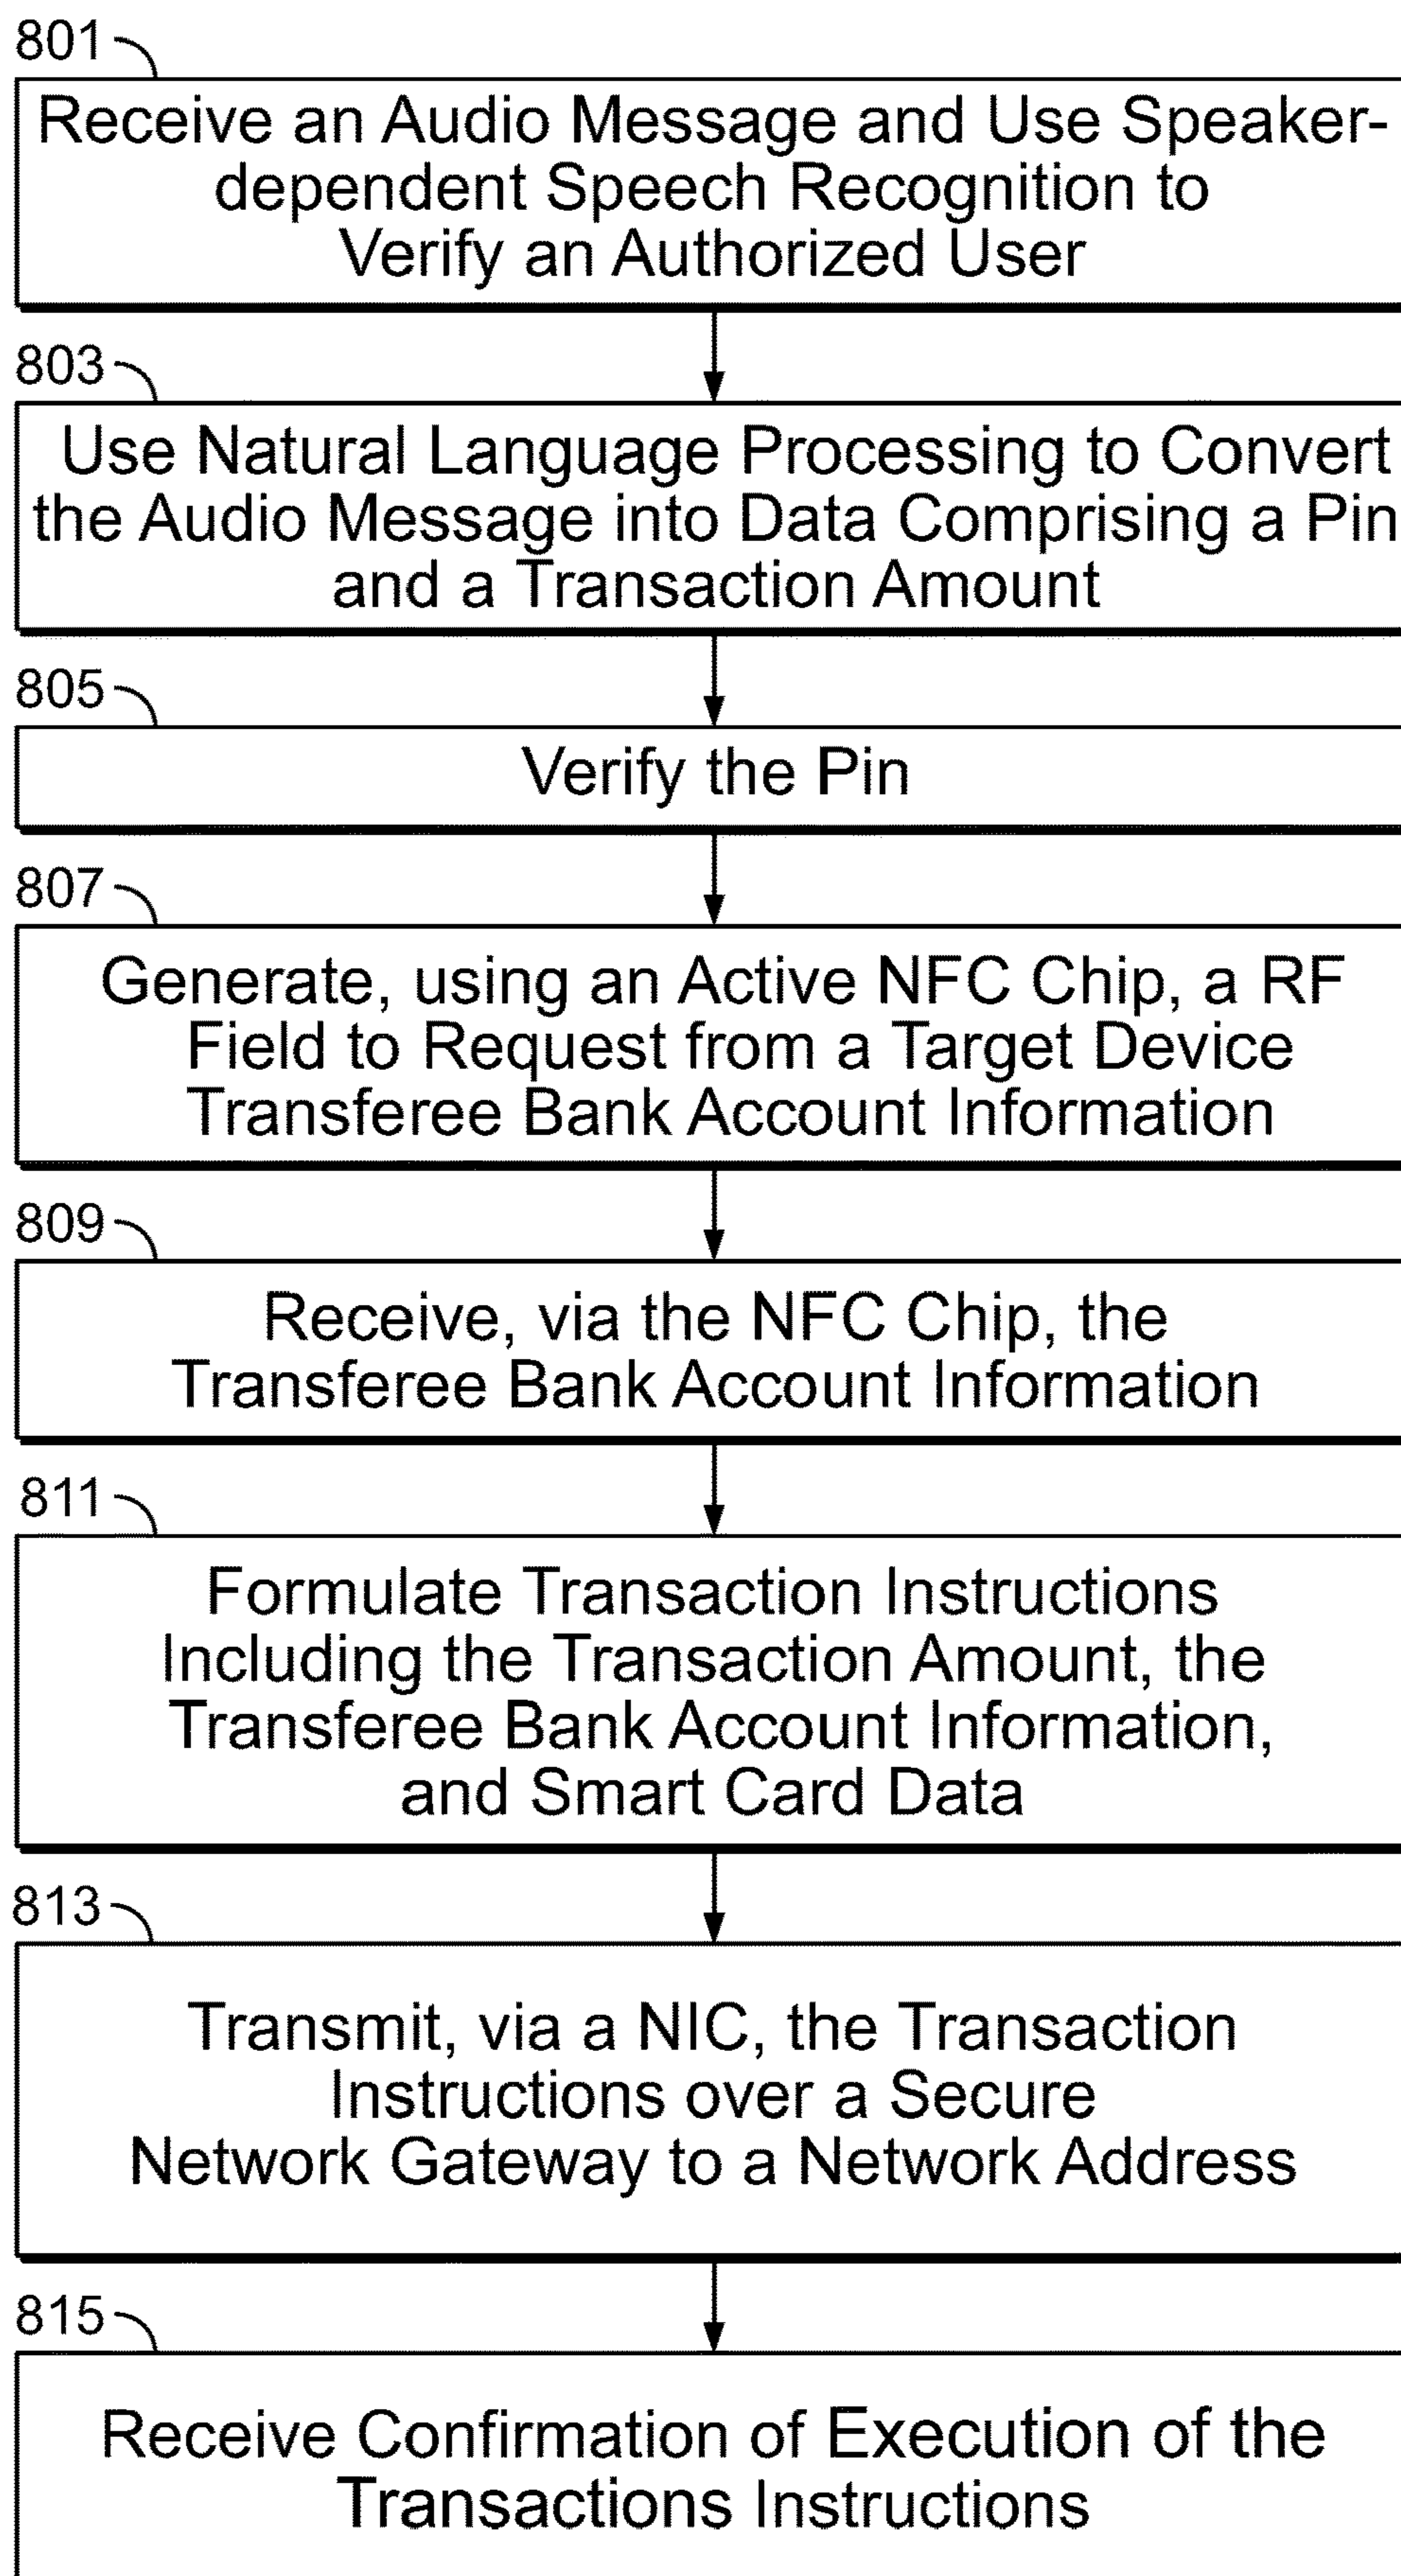 801
Receive an Audio Message and Use Speaker-
dependent Speech Recognition to
Verify an Authorized User
803
Use Natural Language Processing to Convert
the Audio Message into Data Comprising a Pin
and a Transaction Amount
805
Verify the Pin
807
Generate, using an Active NFC Chip, a RF
Field to Request from a Target Device
Transferee Bank Account Information
809
Receive, via the NFC Chip, the
Transferee Bank Account Information
811
Formulate Transaction Instructions
Including the Transaction Amount, the
Transferee Bank Account Information,
and Smart Card Data
813
Transmit, via a NIC, the Transaction
Instructions over a Secure
Network Gateway to a Network Address
815
Receive Confirmation of Execution of the
Transactions Instructions